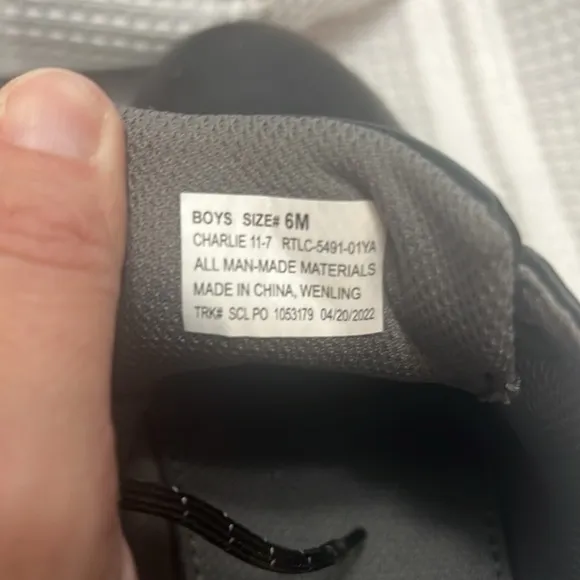 BOYS SIZE# 6M
CHARLIE 11-7 RTLC-5491-01YA
ALL MAN-MADE MATERIALS
MADE IN CHINA, WENLING
TRK# SCL PO 1053179 04/20/2022